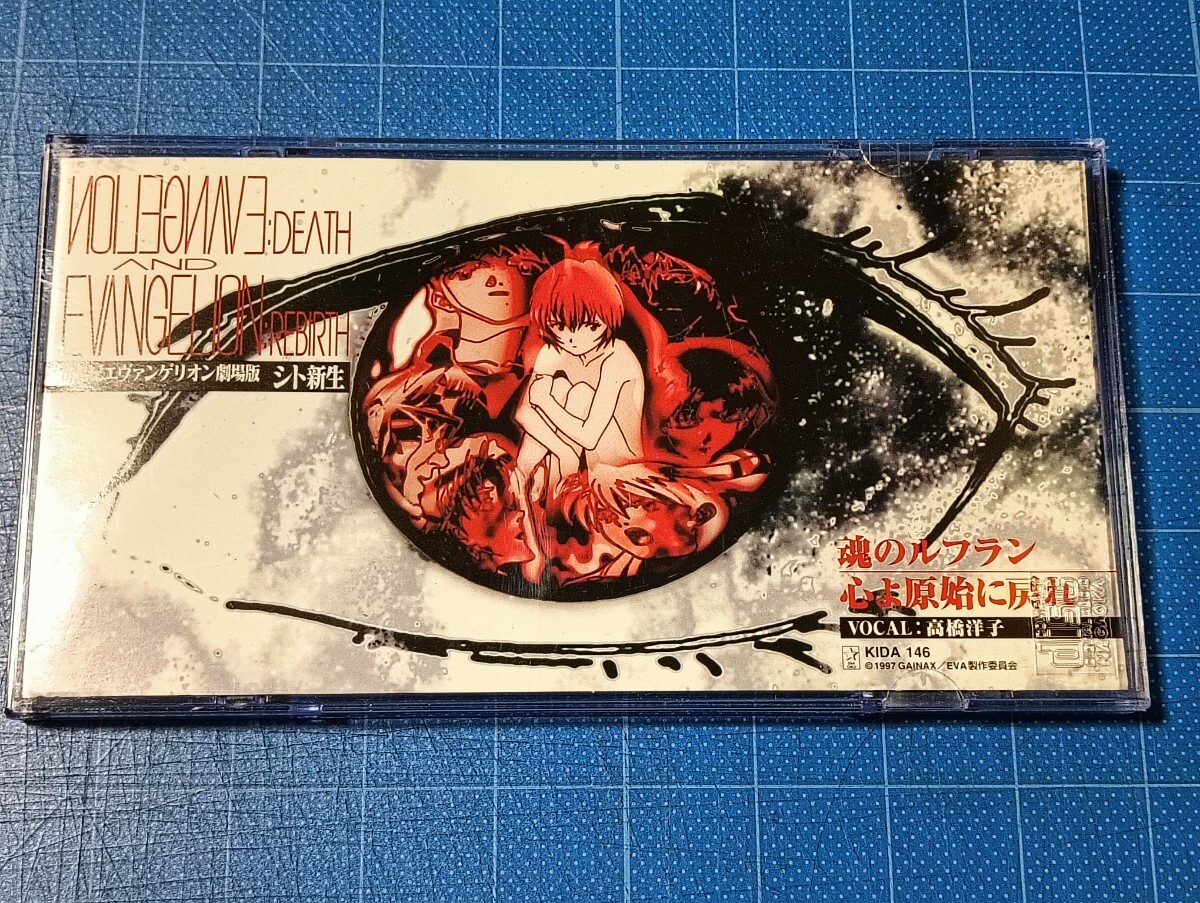 EVANGELION:DEATH
AND
EVANGELION:REBIRTH
エヴァンゲリオン劇場版 シト新生
魂のルフラン
心よ原始に戻れ
VOCAL:高橋洋子
KIDA 146
©1997 GAINAX/EVA製作委員会